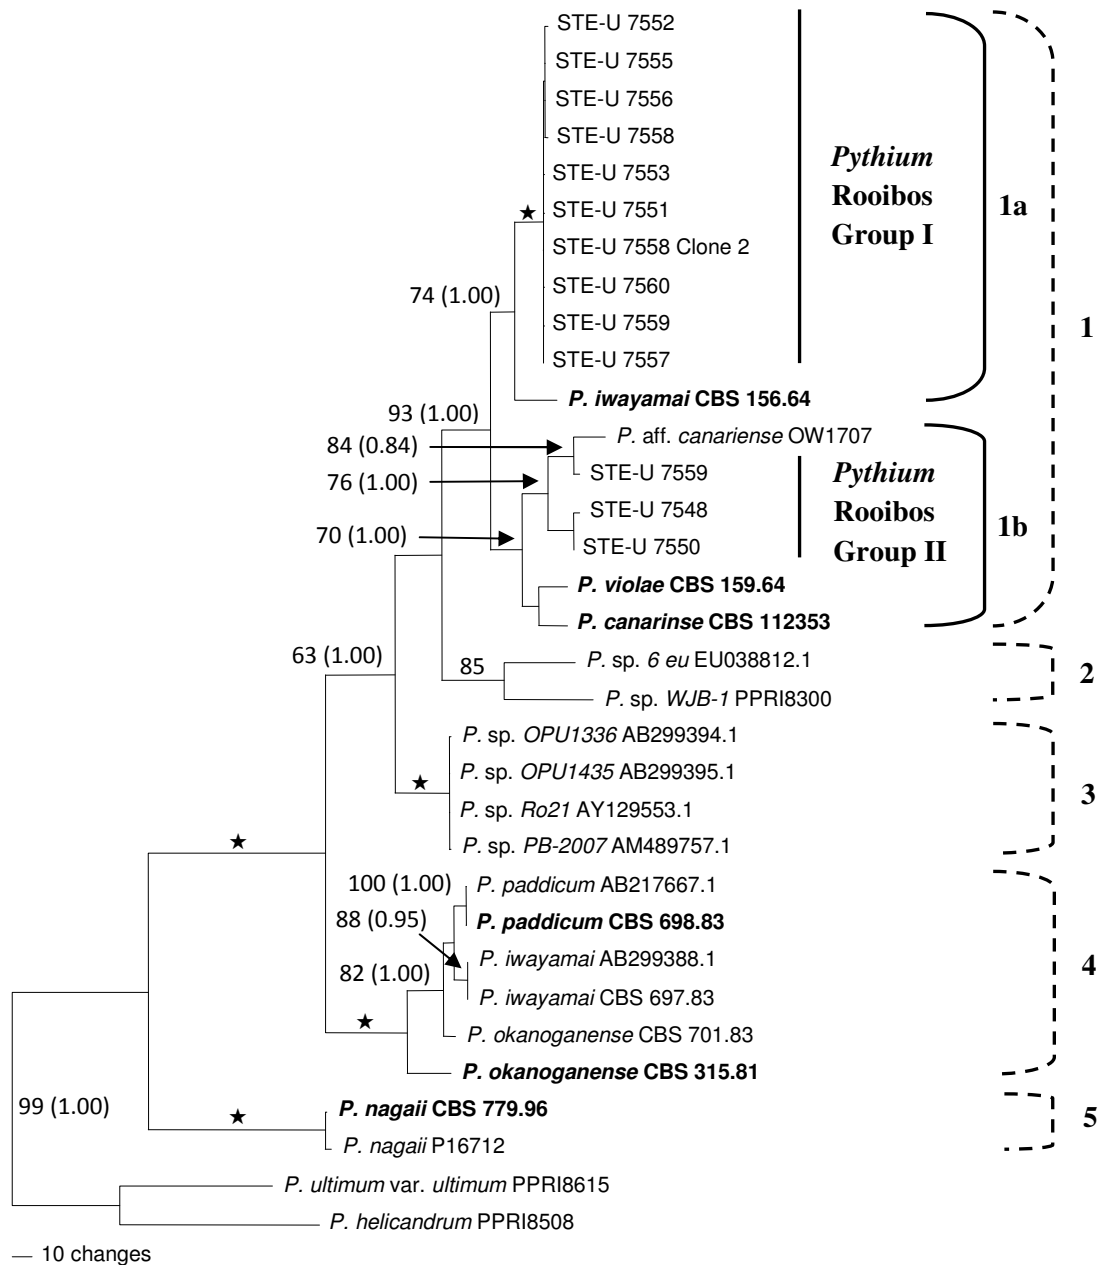 STE-U 7552
STE-U 7555
STE-U 7556
STE-U 7558
STE-U 7553
STE-U 7551
STE-U 7558 Clone 2
STE-U 7560
STE-U 7559
STE-U 7557
P. iwayamai CBS 156.64
Pythium
Rooibos
Group I
1a
1
74 (1.00)
93 (1.00)
84 (0.84)
76 (1.00)
70 (1.00)
P. aff. canariense OW1707
STE-U 7559
STE-U 7548
STE-U 7550
P. violae CBS 159.64
P. canarinse CBS 112353
Pythium
Rooibos
Group II
1b
63 (1.00)
85
P. sp. 6 eu EU038812.1
P. sp. WJB-1 PPRI8300
2
P. sp. OPU1336 AB299394.1
P. sp. OPU1435 AB299395.1
P. sp. Ro21 AY129553.1
P. sp. PB-2007 AM489757.1
3
100 (1.00)
88 (0.95)
82 (1.00)
P. paddicum AB217667.1
P. paddicum CBS 698.83
P. iwayamai AB299388.1
P. iwayamai CBS 697.83
P. okanoganense CBS 701.83
P. okanoganense CBS 315.81
4
99 (1.00)
P. nagaii CBS 779.96
P. nagaii P16712
5
P. ultimum var. ultimum PPRI8615
P. helicandrum PPRI8508
10 changes